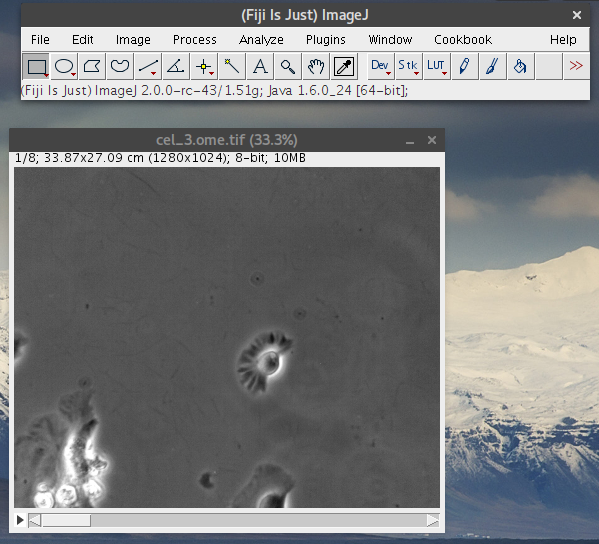 (Fiji Is Just) ImageJ
File Edit Image Process Analyze Plugins Window Cookbook Help
A Dev Stk LUT >>
(Fiji Is Just) ImageJ 2.0.0-rc-43/1.51g; Java 1.6.0_24 [64-bit];
cel_3.ome.tif (33.3%)
1/8; 33.87x27.09 cm (1280x1024); 8-bit; 10MB